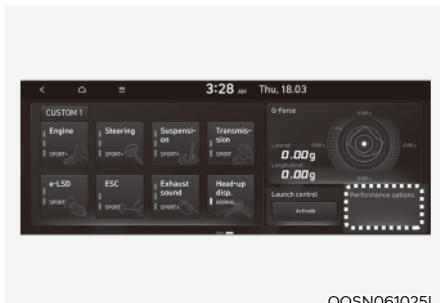 3:28 AM Thu, 18.03
CUSTOM 1
Engine
SPORT+
Steering
SPORT+
Suspensi-
on
SPORT+
Transmis-
sion
SPORT
e-LSD
SPORT
ESC
SPORT
Exhaust
sound
SPORT+
Head-up
disp.
NORMAL
G-Force
Lateral:
0.00g
Longitudinal:
0.00g
Launch control
Activate
Performance options
OOSN061025L